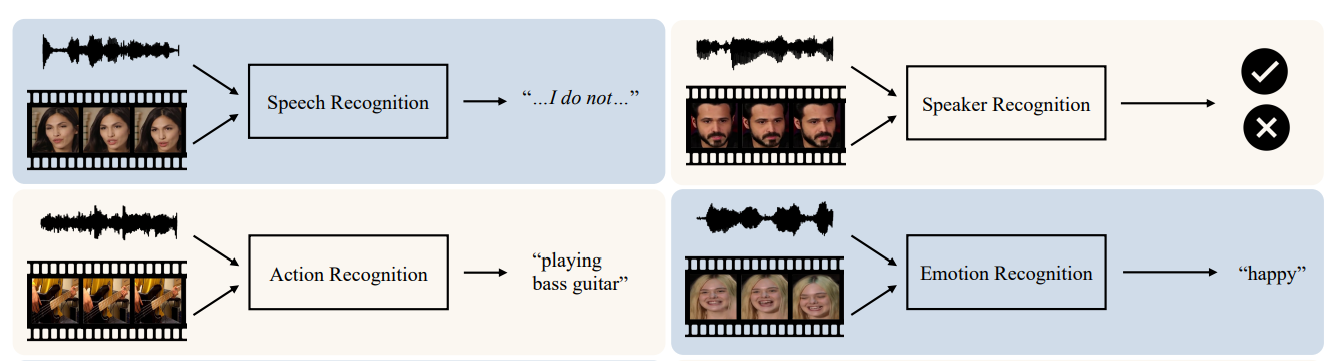 Speech Recognition
“…I do not…”
Speaker Recognition
Action Recognition
“playing
bass guitar”
Emotion Recognition
“happy”